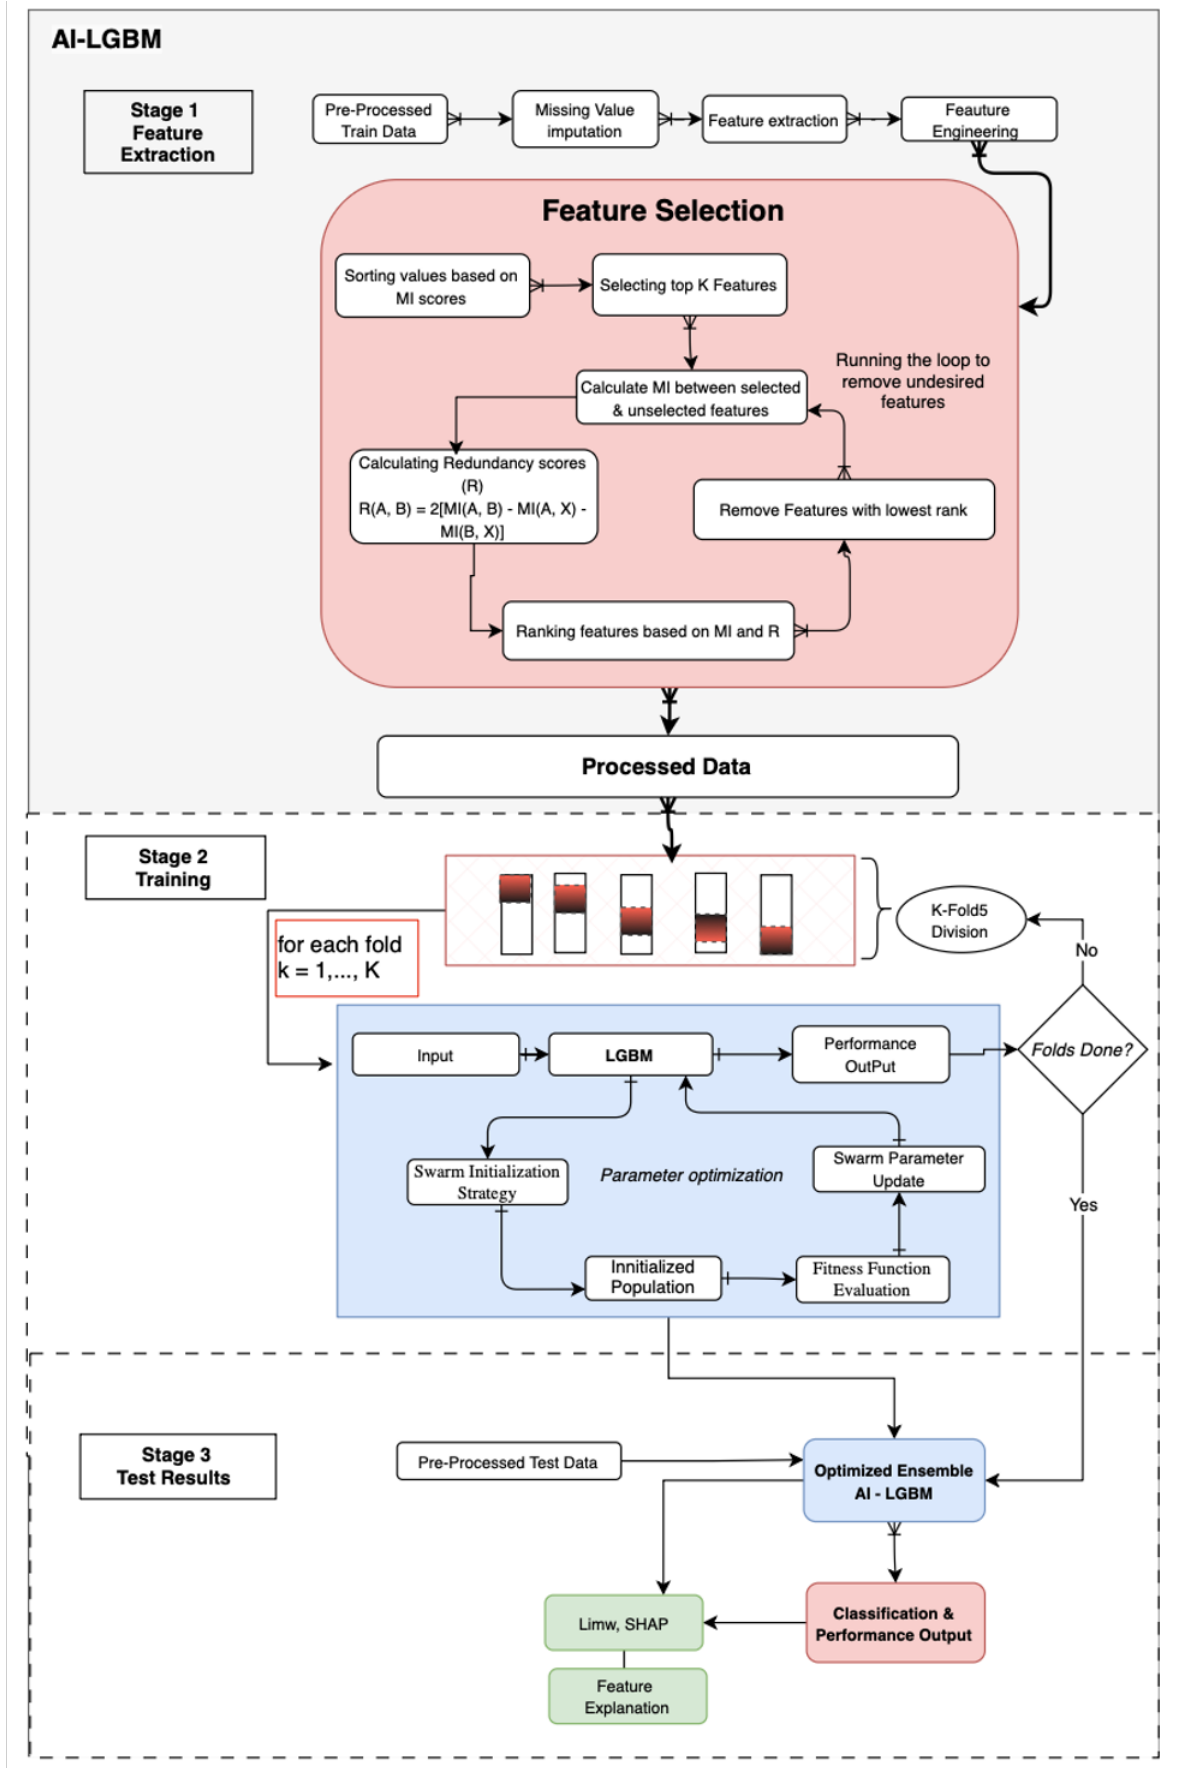 AI-LGBM
Stage 1
Feature
Extraction
Pre-Processed
Train Data
Missing Value
imputation
Feature extraction
Feauture
Engineering
Feature Selection
Sorting values based on
MI scores
Selecting top K Features
Running the loop to
remove undesired
features
Calculate MI between selected
& unselected features
Calculating Redundancy scores
(R)
R(A, B) = 2[MI(A, B) - MI(A, X) -
MI(B, X)]
Remove Features with lowest rank
Ranking features based on MI and R
Processed Data
Stage 2
Training
K-Fold5
Division
for each fold
k = 1,..., K
No
Input
LGBM
Performance
OutPut
Folds Done?
Swarm Initialization
Strategy
Parameter optimization
Swarm Parameter
Update
Yes
Innitialized
Population
Fitness Function
Evaluation
Stage 3
Test Results
Pre-Processed Test Data
Optimized Ensemble
AI - LGBM
Limw, SHAP
Classification &
Performance Output
Feature
Explanation